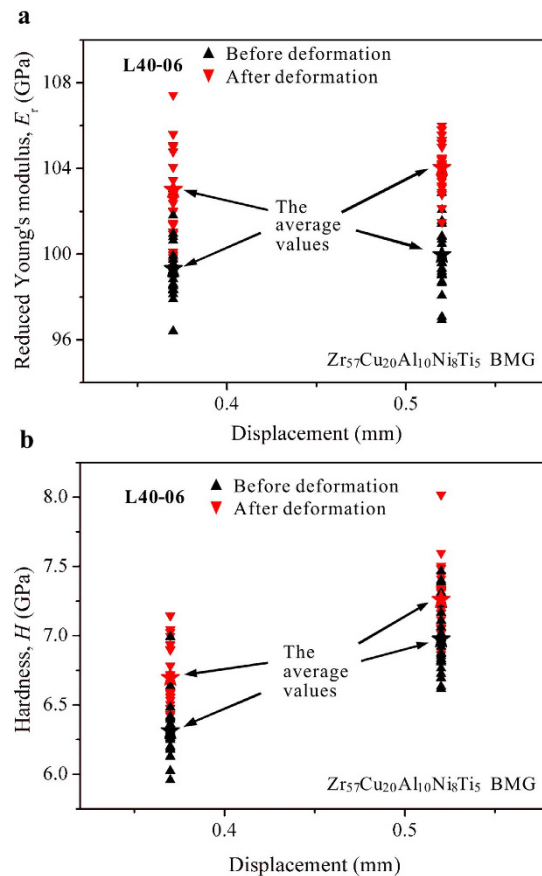 a
L40-06
▲ Before deformation
▼ After deformation
Reduced Young's modulus, Eᵣ (GPa)
108
104
100
96
The
average
values
Zr₅₇Cu₂₀Al₁₀Ni₈Ti₅ BMG
0.4
0.5
Displacement (mm)
b
L40-06
▲ Before deformation
▼ After deformation
Hardness, H (GPa)
8.0
7.5
7.0
6.5
6.0
The
average
values
Zr₅₇Cu₂₀Al₁₀Ni₈Ti₅ BMG
0.4
0.5
Displacement (mm)